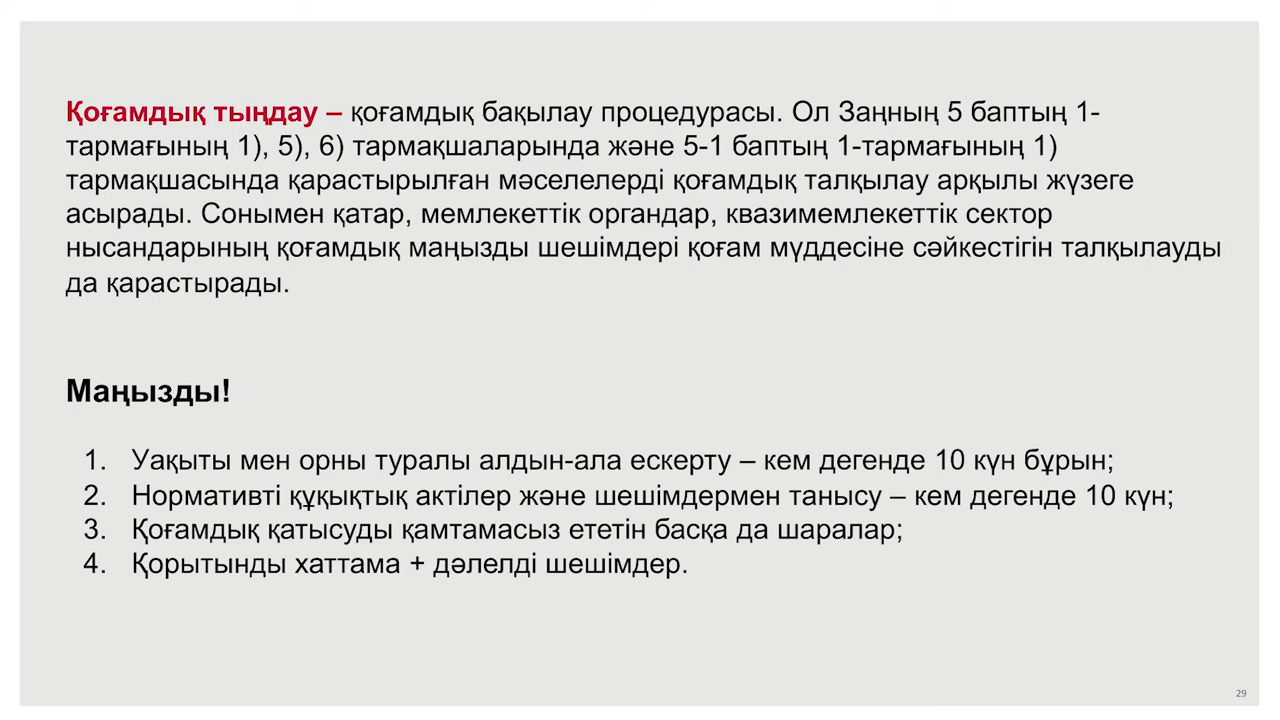 Қоғамдық тыңдау – қоғамдық бақылау процедурасы. Ол Заңның 5 баптың 1-
тармағының 1), 5), 6) тармақшаларында және 5-1 баптың 1-тармағының 1)
тармақшасында қарастырылған мәселелерді қоғамдық талқылау арқылы жүзеге
асырады. Сонымен қатар, мемлекеттік органдар, квазимемлекеттік сектор
нысандарының қоғамдық маңызды шешімдері қоғам мүддесіне сәйкестігін талқылауды
да қарастырады.
Маңызды!
1. Уақыты мен орны туралы алдын-ала ескерту – кем дегенде 10 күн бұрын;
2. Нормативті құқықтық актілер және шешімдермен танысу – кем дегенде 10 күн;
3. Қоғамдық қатысуды қамтамасыз ететін басқа да шаралар;
4. Қорытынды хаттама + дәлелді шешімдер.
29